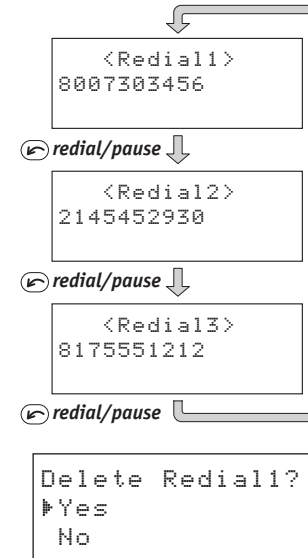 <Redial1>
8007303456
redial/pause
<Redial2>
2145452930
redial/pause
<Redial3>
8175551212
redial/pause
Delete Redial1?
Yes
No